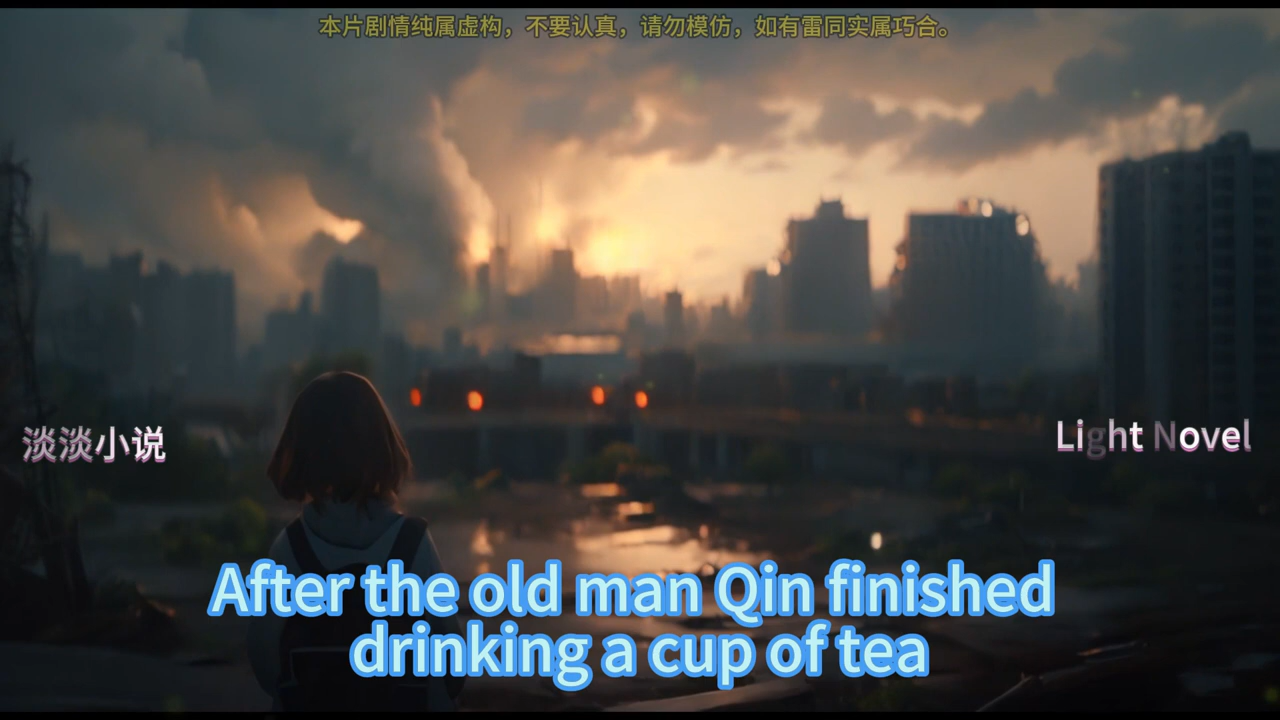 本片剧情纯属虚构，不要认真，请勿模仿，如有雷同实属巧合。
淡淡小说
Light Novel
After the old man Qin finished
drinking a cup of tea